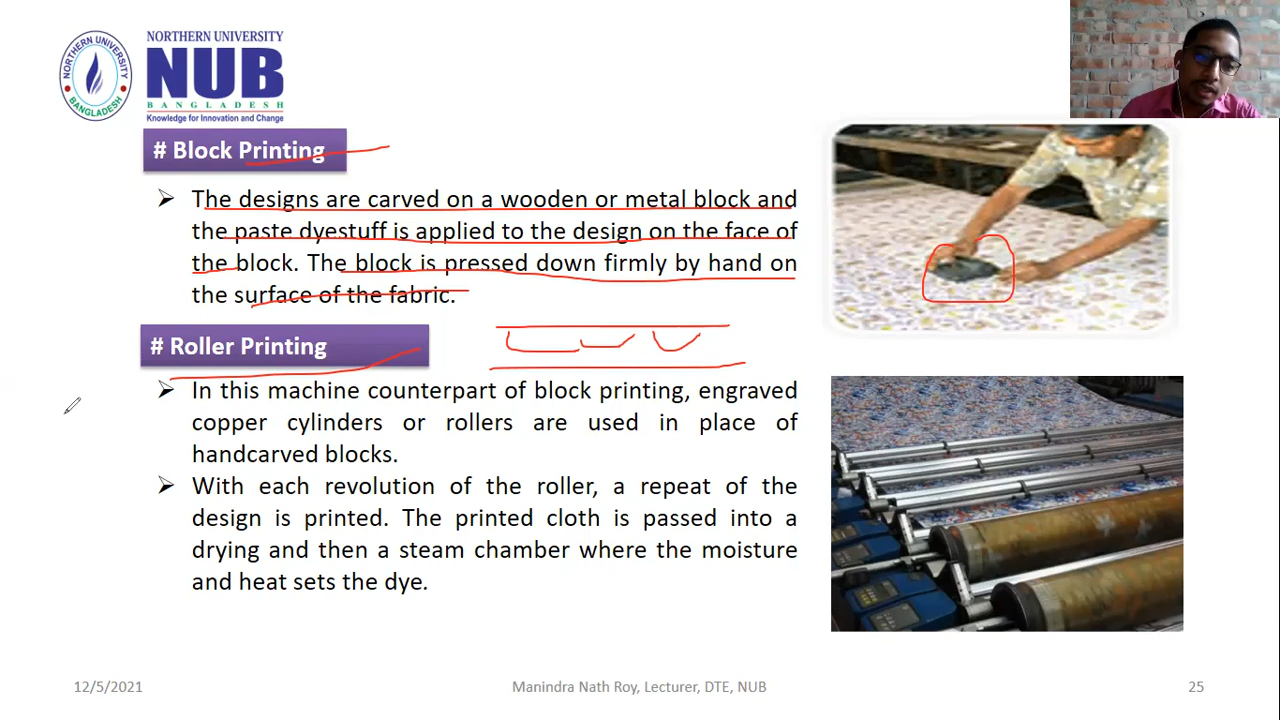 NORTHERN UNIVERSITY
NORTHERN UNIVERSITY
BANGLADESH
NUB
BANGLADESH
Knowledge for Innovation and Change
# Block Printing
The designs are carved on a wooden or metal block and
the paste dyestuff is applied to the design on the face of
the block. The block is pressed down firmly by hand on
the surface of the fabric.
# Roller Printing
In this machine counterpart of block printing, engraved
copper cylinders or rollers are used in place of
handcarved blocks.
With each revolution of the roller, a repeat of the
design is printed. The printed cloth is passed into a
drying and then a steam chamber where the moisture
and heat sets the dye.
12/5/2021
Manindra Nath Roy, Lecturer, DTE, NUB
25